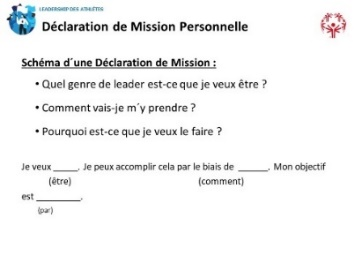 LEADERSHIP DES ATHLÈTES
Déclaration de Mission Personnelle
Schéma d´une Déclaration de Mission :
• Quel genre de leader est-ce que je veux être ?
• Comment vais-je m´y prendre ?
• Pourquoi est-ce que je veux le faire ?
Je veux _____. Je peux accomplir cela par le biais de ______. Mon objectif
(être) (comment)
est _________.
(par)